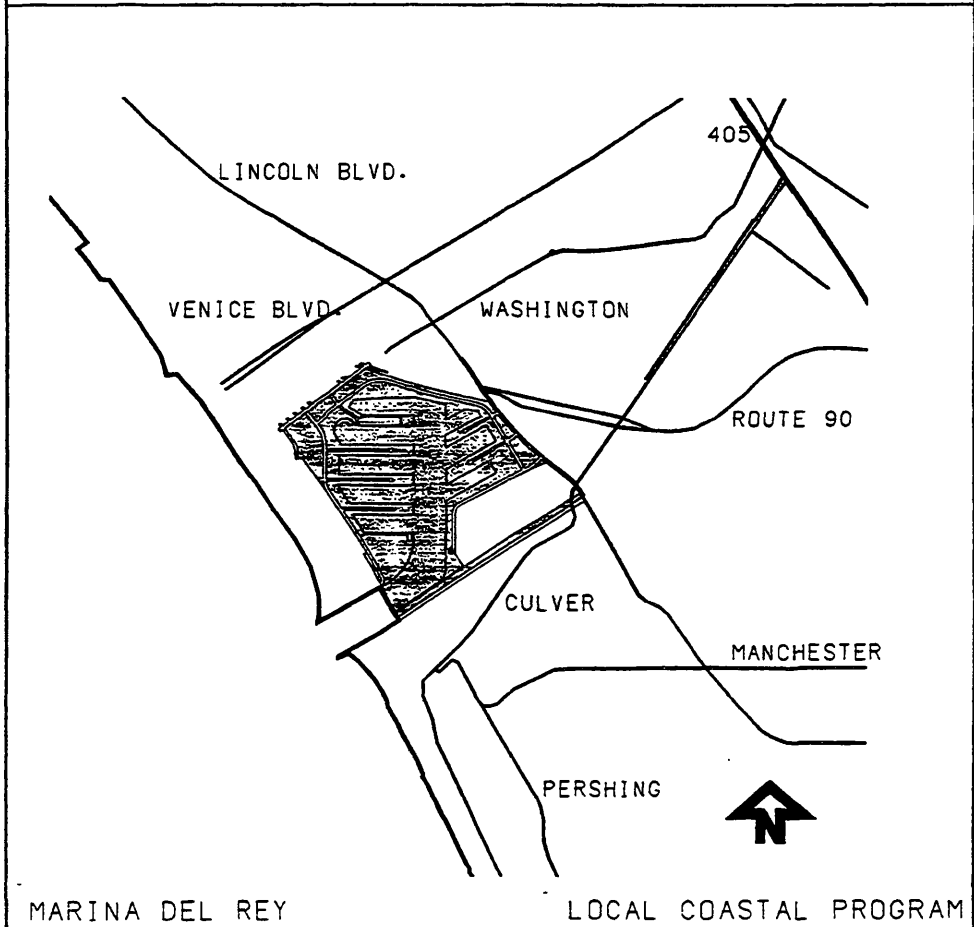 405
LINCOLN BLVD.
VENICE BLVD.
WASHINGTON
ROUTE 90
CULVER
MANCHESTER
PERSHING
N
MARINA DEL REY
LOCAL COASTAL PROGRAM